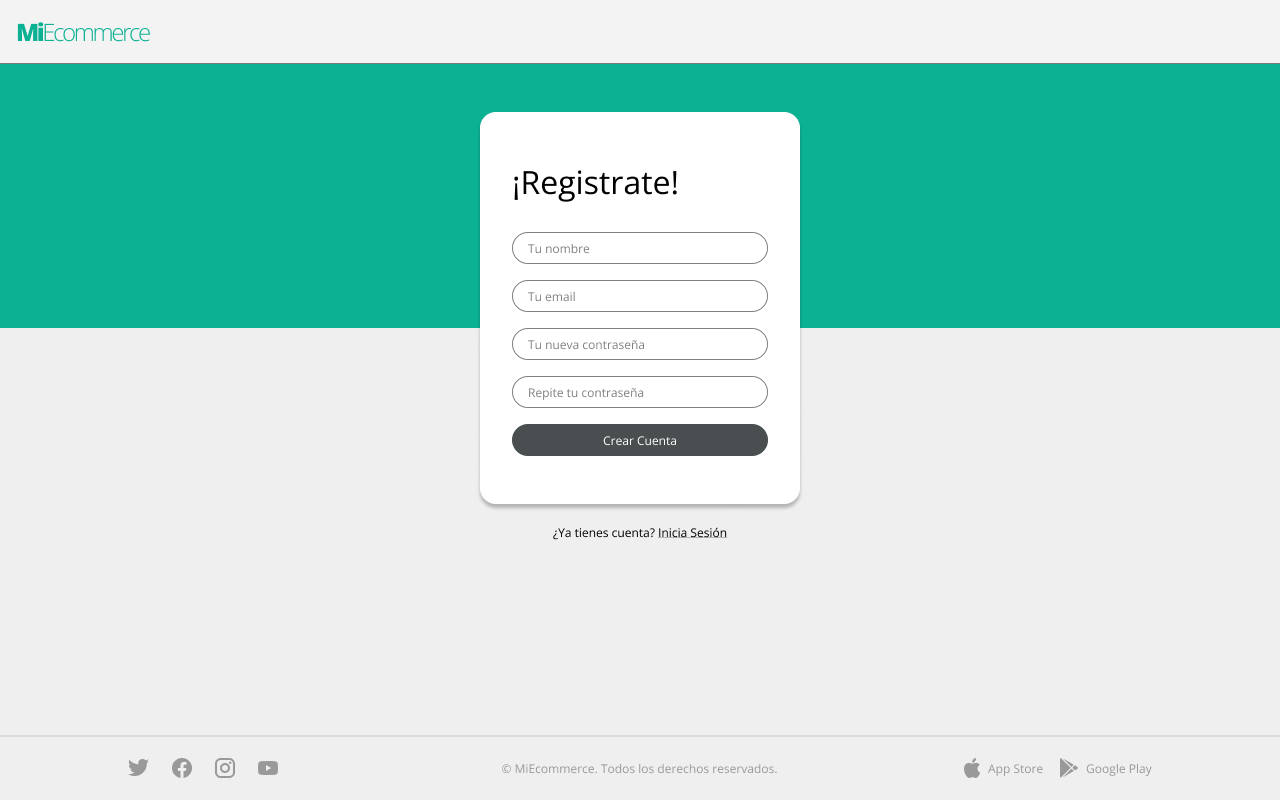 MiEcommerce
¡Registrate!
Tu nombre
Tu email
Tu nueva contraseña
Repite tu contraseña
Crear Cuenta
¿Ya tienes cuenta? Inicia Sesión
© MiEcommerce. Todos los derechos reservados.
App Store
Google Play